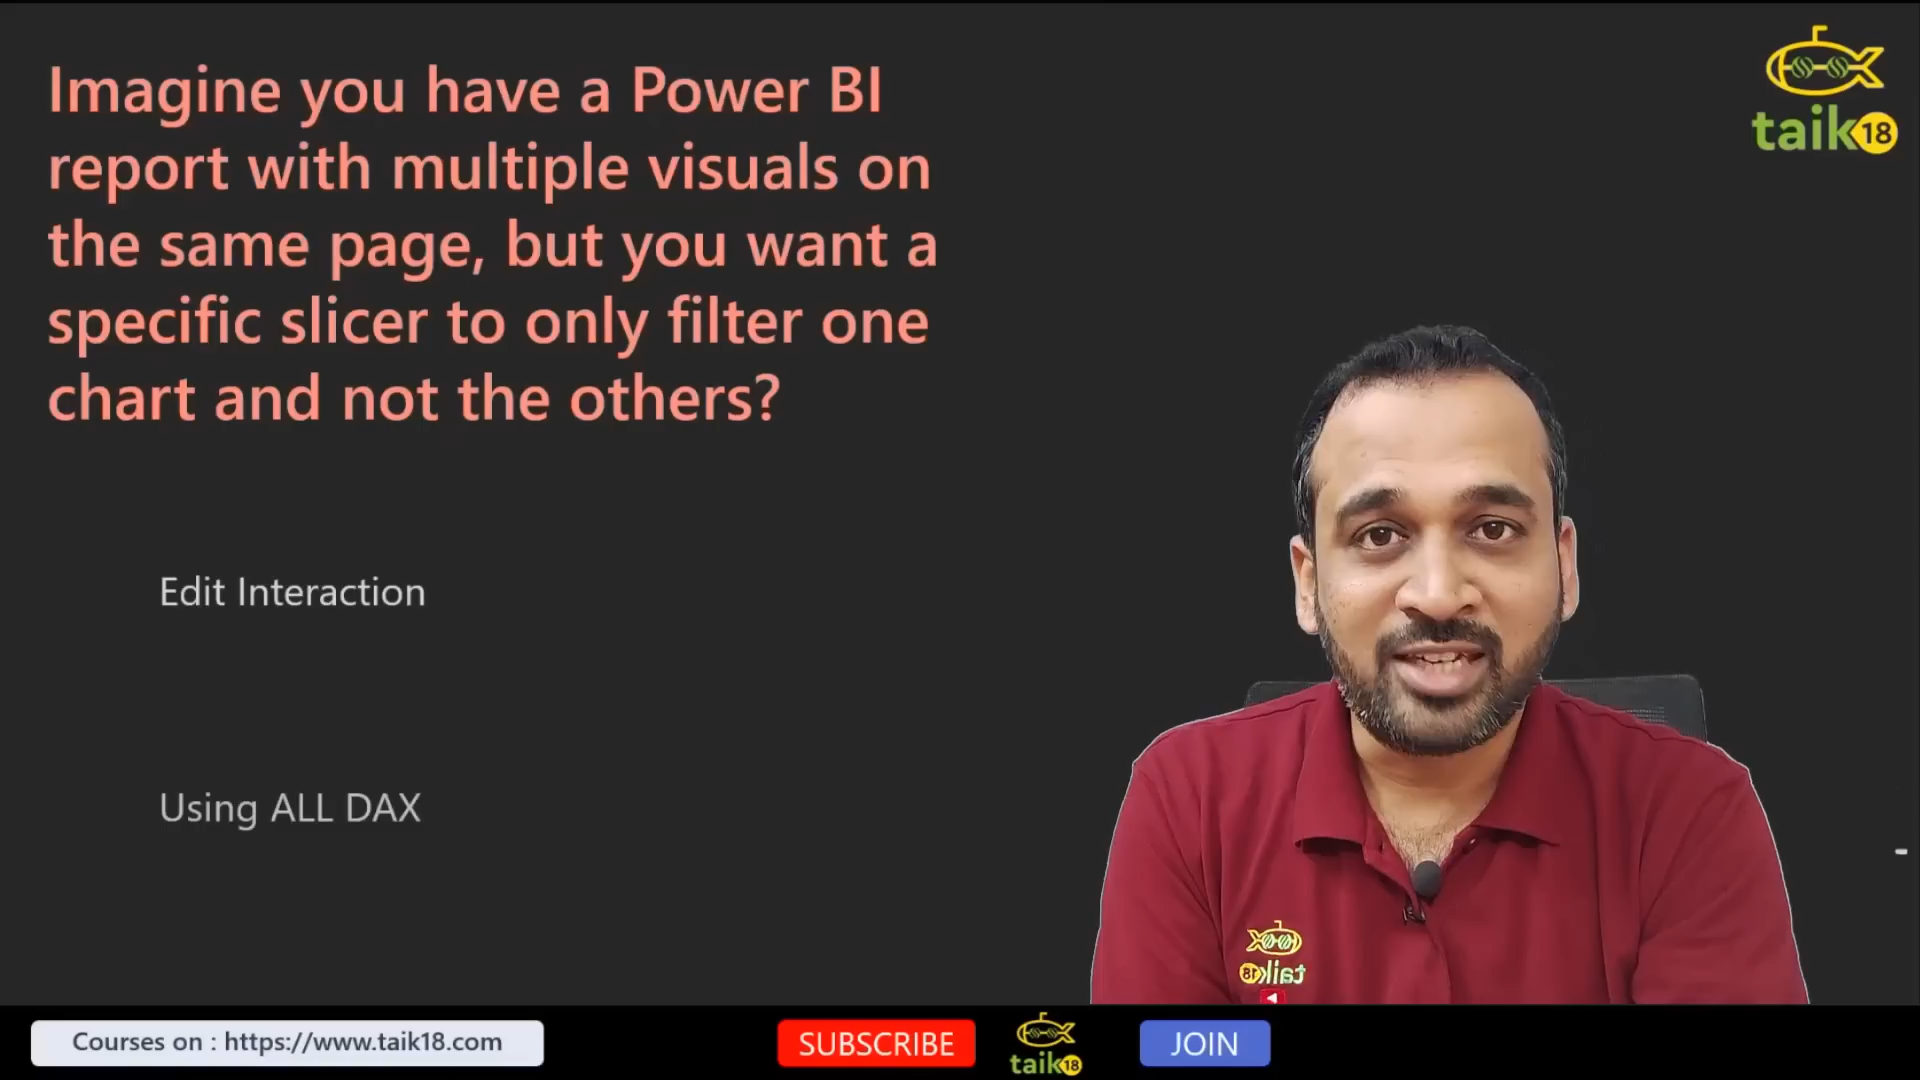 Imagine you have a Power BI
report with multiple visuals on
the same page, but you want a
specific slicer to only filter one
chart and not the others?
taik18
Edit Interaction
Using ALL DAX
taik18
Courses on : https://www.taik18.com
SUBSCRIBE
taik18
JOIN